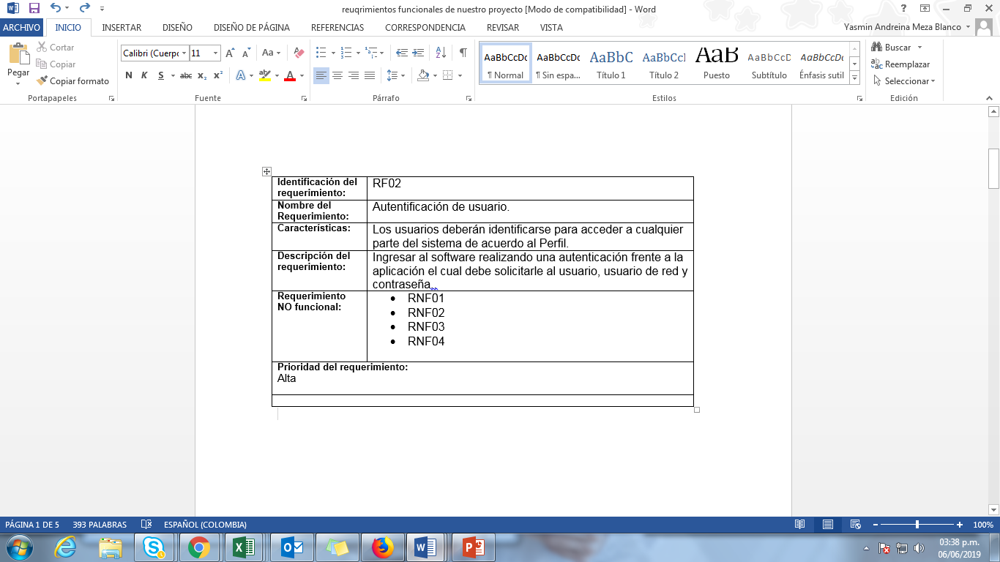 reuqrimientos funcionales de nuestro proyecto [Modo de compatibilidad] - Word
ARCHIVO INICIO INSERTAR DISEÑO DISEÑO DE PÁGINA REFERENCIAS CORRESPONDENCIA REVISAR VISTA Yasmin Andreina Meza Blanco
Pegar
Cortar
Copiar
Copiar formato
Portapapeles
Calibri (Cuerpo 11
Aa
N K S abc x₂ x²
Fuente
Párrafo
AaBbCcDc AaBbCcDc AaBbC AaBbCcI AaB AaBbCcD AaBbCcDc
¶ Normal ¶ Sin espa... Título 1 Título 2 Puesto Subtítulo Énfasis sutil
Estilos
Buscar
Reemplazar
Seleccionar
Edición
Identificación del
requerimiento:
RF02
Nombre del
Requerimiento:
Autentificación de usuario.
Características:
Los usuarios deberán identificarse para acceder a cualquier
parte del sistema de acuerdo al Perfil.
Descripción del
requerimiento:
Ingresar al software realizando una autenticación frente a la
aplicación el cual debe solicitarle al usuario, usuario de red y
contraseña
Requerimiento
NO funcional:
• RNF01
• RNF02
• RNF03
• RNF04
Prioridad del requerimiento:
Alta
PÁGINA 1 DE 5 393 PALABRAS ESPAÑOL (COLOMBIA) 100%
03:38 p.m.
06/06/2019